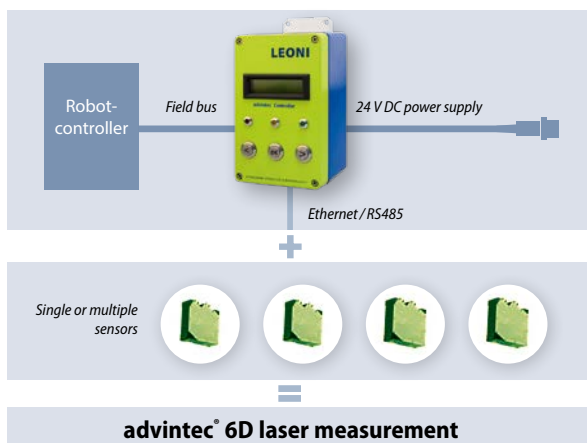 LEONI
advintec Controller
Robot-
controller
Field bus
24 V DC power supply
SET
Ethernet / RS485
+
Single or multiple
sensors
=
advintec® 6D laser measurement